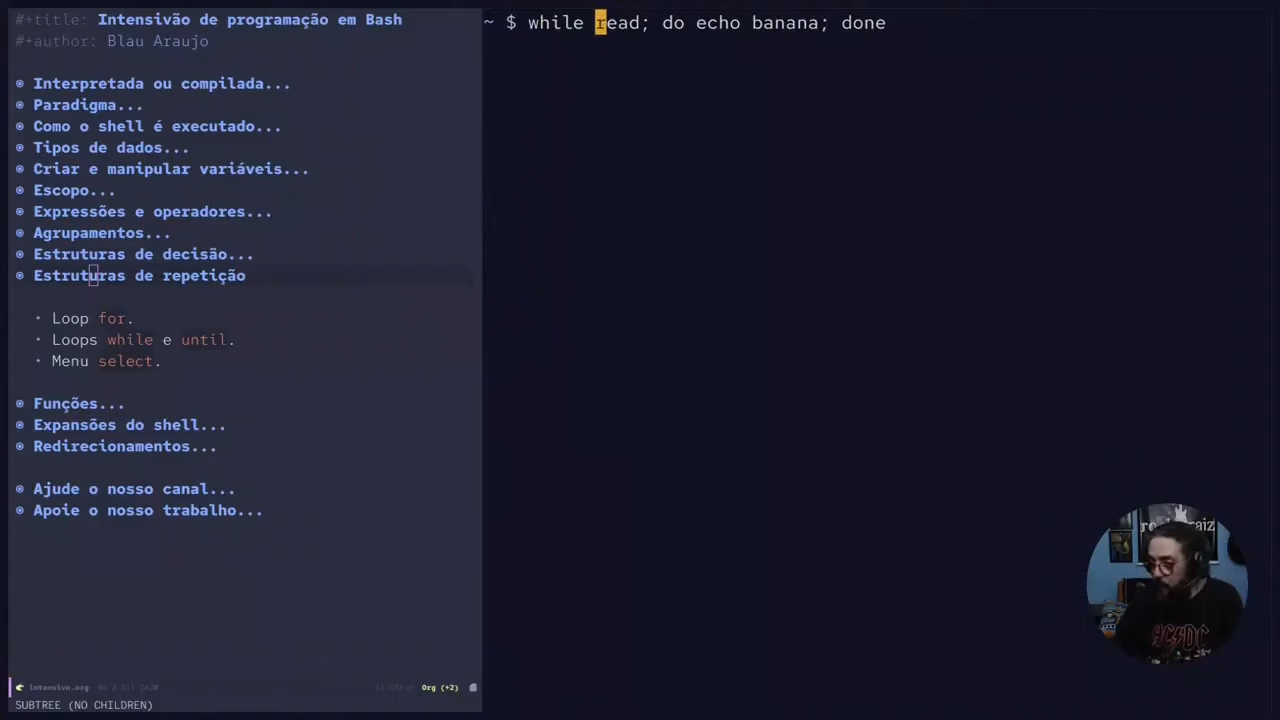 #+title: Intensivão de programação em Bash
#+author: Blau Araujo
Interpretada ou compilada...
Paradigma...
Como o shell é executado...
Tipos de dados...
Criar e manipular variáveis...
Escopo...
Expressões e operadores...
Agrupamentos...
Estruturas de decisão...
Estruturas de repetição
• Loop for.
• Loops while e until.
• Menu select.
Funções...
Expansões do shell...
Redirecionamentos...
Ajude o nosso canal...
Apoie o nosso trabalho...
intensivo.org
Org (+2)
SUBTREE (NO CHILDREN)
~ $ while read; do echo banana; done
AC/DC